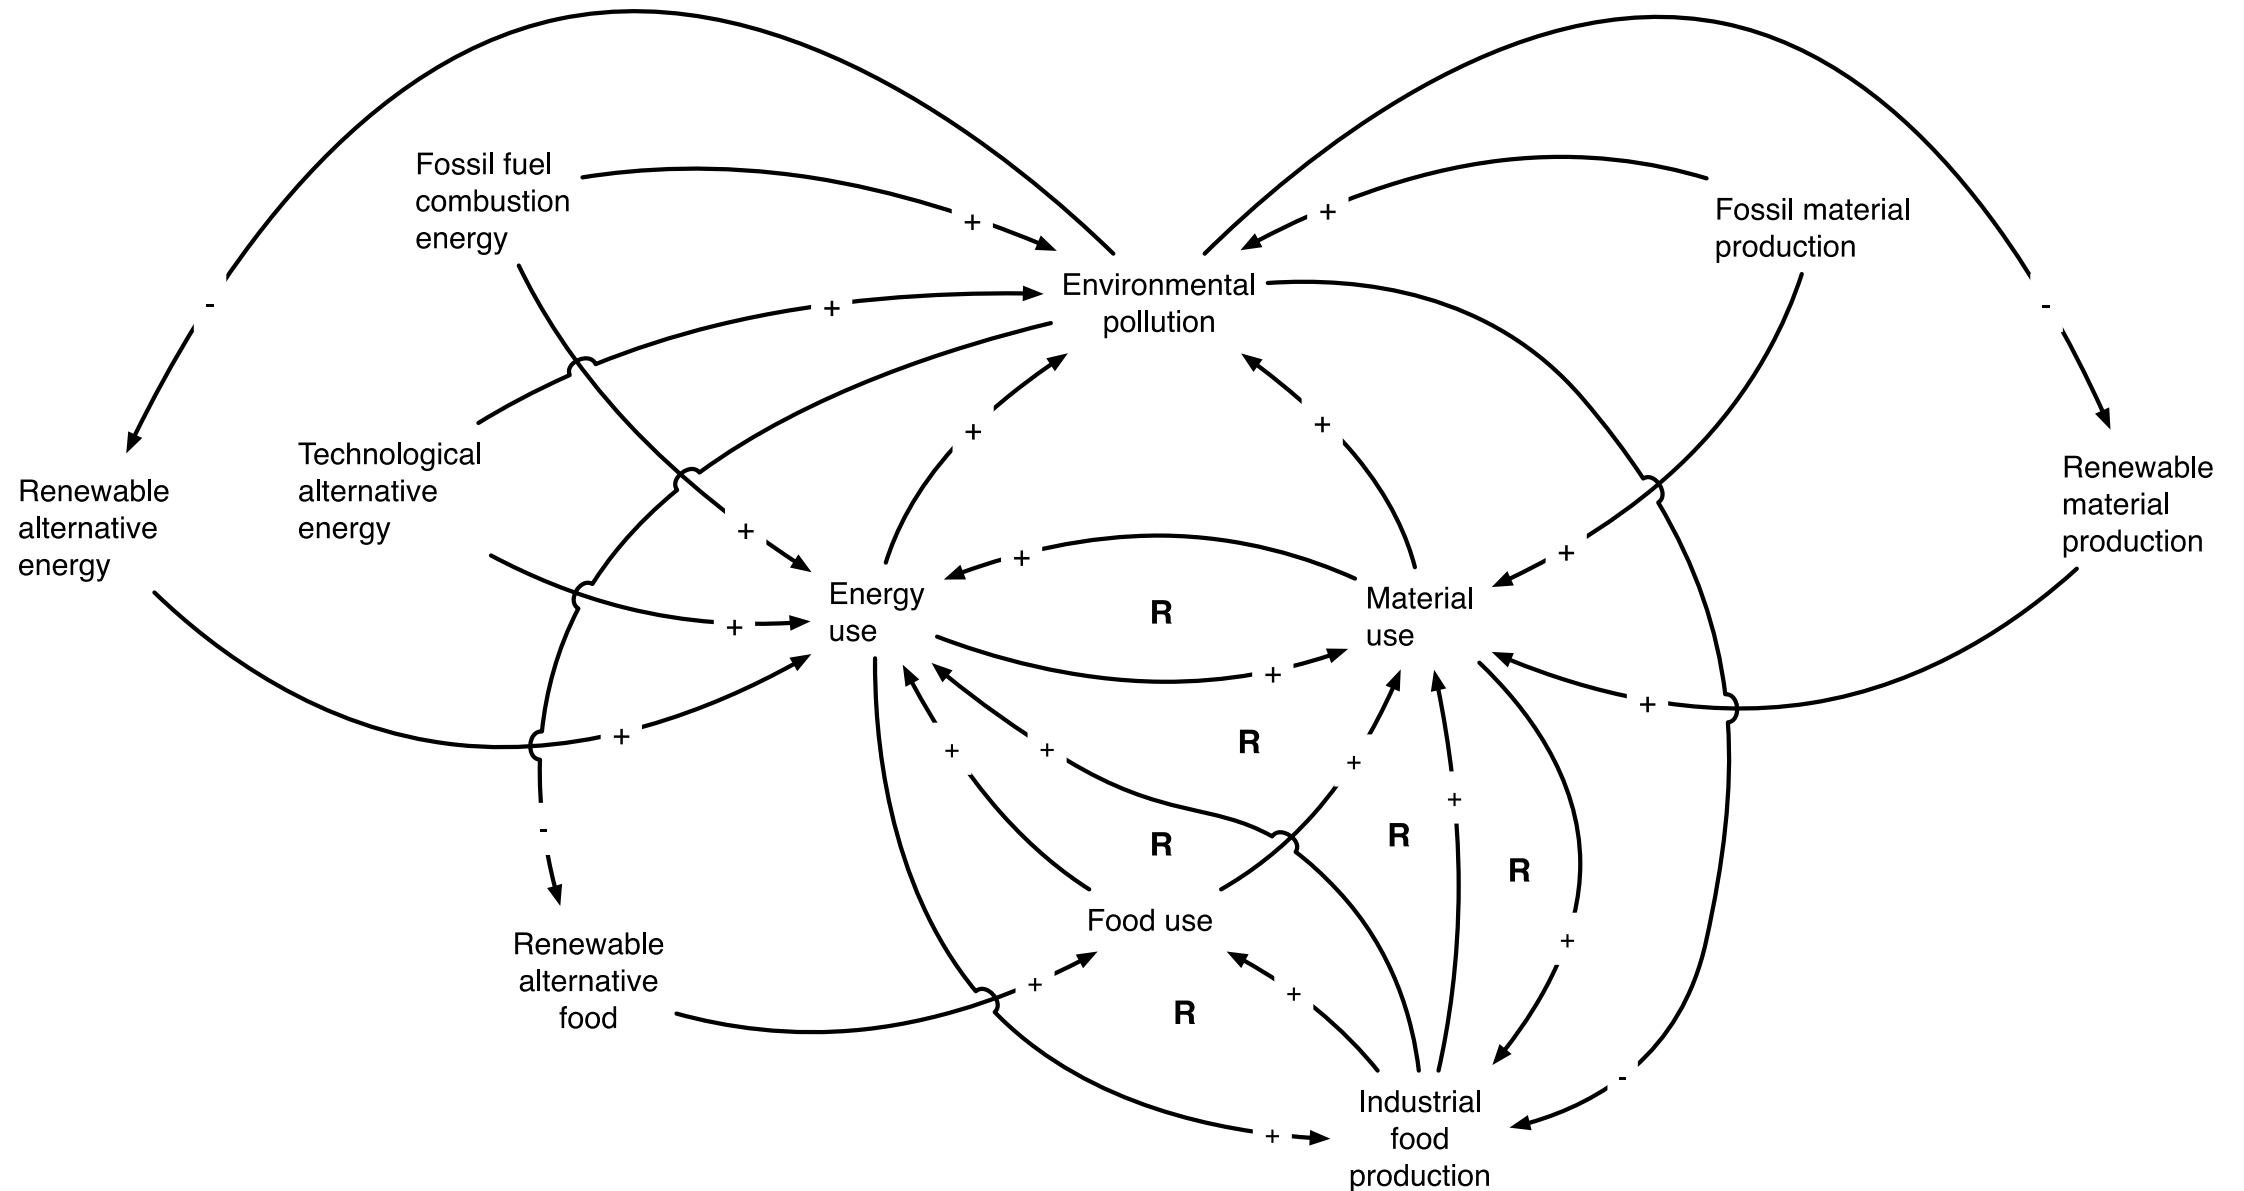 Fossil fuel
combustion
energy
+
+
Fossil material
production
Environmental
pollution
-
+
-
+
+
Technological
alternative
energy
Renewable
alternative
energy
Renewable
material
production
+
+
+
Energy
use
R
Material
use
+
+
+
+
R
+
+
+
+
-
R
R
R
Food use
+
Renewable
alternative
food
+
+
R
-
Industrial
food
production
+